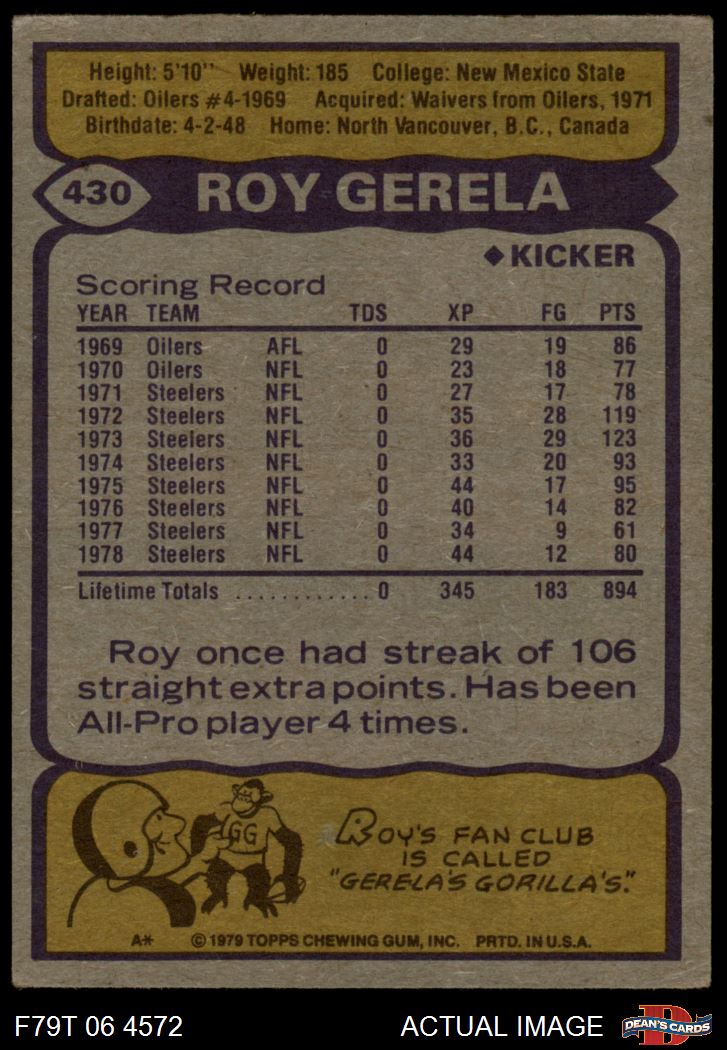 Height: 5'10" Weight: 185 College: New Mexico State
Drafted: Oilers #4-1969 Acquired: Waivers from Oilers, 1971
Birthdate: 4-2-48 Home: North Vancouver, B.C., Canada
430 ROY GERELA
◆KICKER
Scoring Record
YEAR TEAM TDS XP FG PTS
1969 Oilers AFL 0 29 19 86
1970 Oilers NFL 0 23 18 77
1971 Steelers NFL 0 27 17 78
1972 Steelers NFL 0 35 28 119
1973 Steelers NFL 0 36 29 123
1974 Steelers NFL 0 33 20 93
1975 Steelers NFL 0 44 17 95
1976 Steelers NFL 0 40 14 82
1977 Steelers NFL 0 34 9 61
1978 Steelers NFL 0 44 12 80
Lifetime Totals ............ 0 345 183 894
Roy once had streak of 106
straight extra points. Has been
All-Pro player 4 times.
GG
ROY'S FAN CLUB
IS CALLED
"GERELA'S GORILLA'S."
A* © 1979 TOPPS CHEWING GUM, INC. PRTD. IN U.S.A.
F79T 06 4572 ACTUAL IMAGE D DEAN'S CARDS